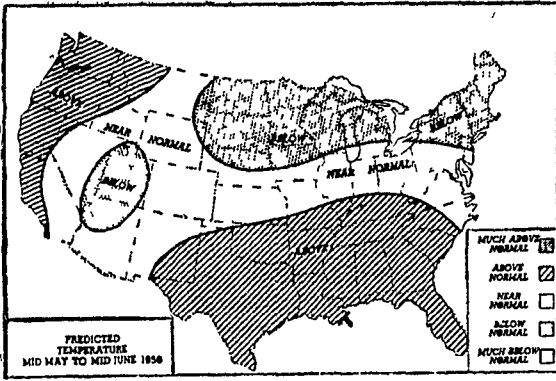 ABOVE
NEAR NORMAL
BELOW
BELOW
BELOW
NEAR NORMAL
ABOVE
MUCH ABOVE
NORMAL
ABOVE
NORMAL
NEAR
NORMAL
BELOW
NORMAL
MUCH BELOW
NORMAL
PREDICTED
TEMPERATURE
MID MAY TO MID JUNE 1956